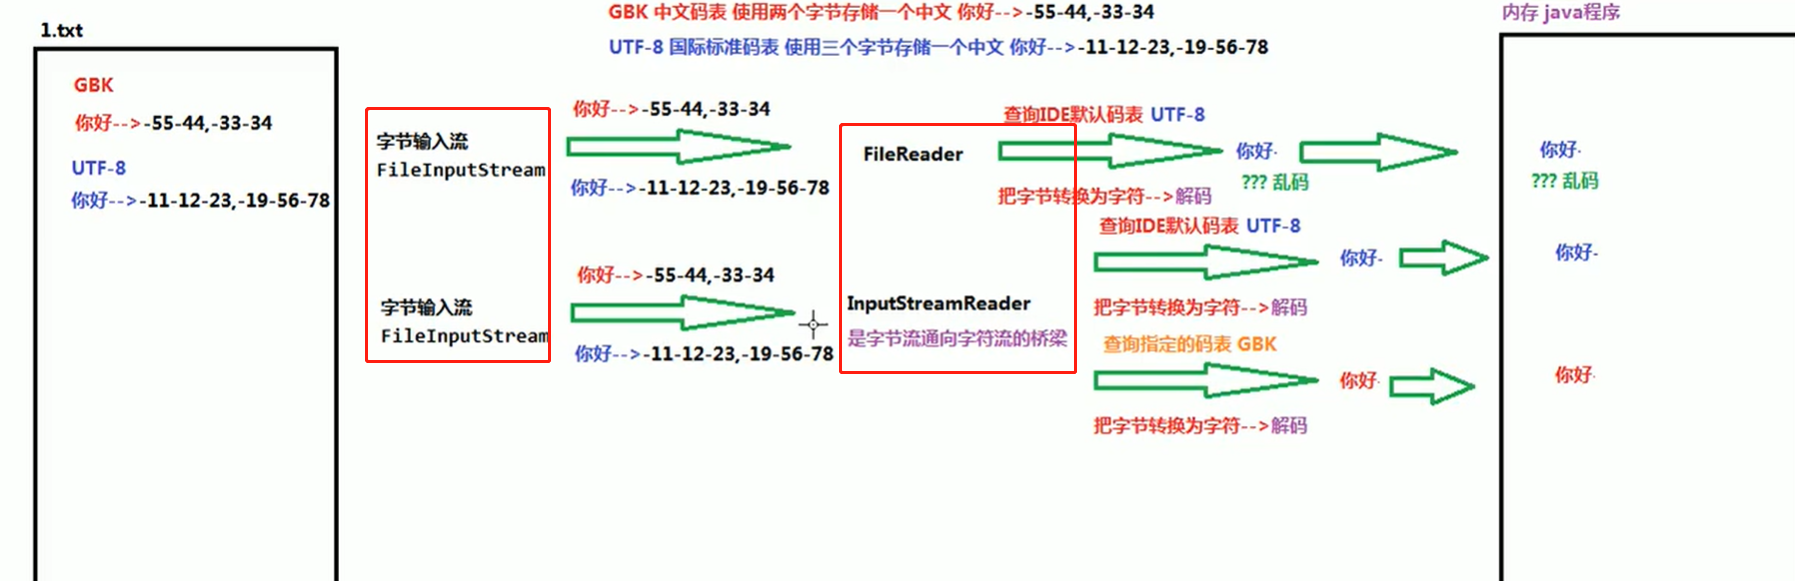 GBK 中文码表 使用两个字节存储一个中文 你好-->-55-44,-33-34
UTF-8 国际标准码表 使用三个字节存储一个中文 你好-->-11-12-23,-19-56-78
1.txt
GBK
你好-->-55-44,-33-34
UTF-8
你好-->-11-12-23,-19-56-78
字节输入流
FileInputStream
字节输入流
FileInputStream
你好-->-55-44,-33-34
你好-->-11-12-23,-19-56-78
你好-->-55-44,-33-34
你好-->-11-12-23,-19-56-78
FileReader
InputStreamReader
是字节流通向字符流的桥梁
查询IDE默认码表 UTF-8
把字节转换为字符-->解码
你好·
??? 乱码
查询IDE默认码表 UTF-8
把字节转换为字符-->解码
你好·
查询指定的码表 GBK
把字节转换为字符-->解码
你好·
内存 java程序
你好·
??? 乱码
你好·
你好·